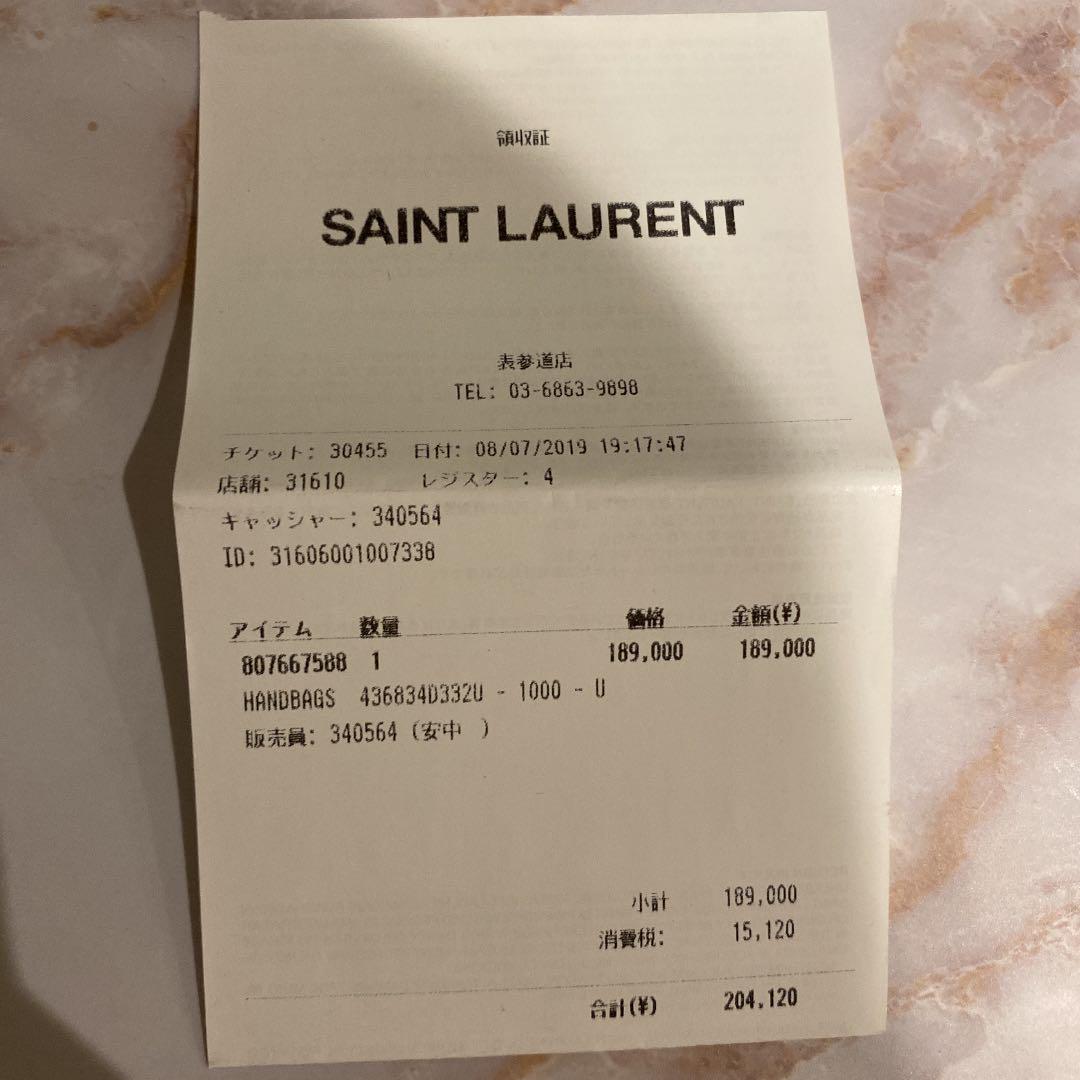 領収証
SAINT LAURENT
表参道店
TEL: 03-6863-9898
チケット: 30455 日付: 08/07/2019 19:17:47
店舗: 31610 レジスター: 4
キャッシャー: 340564
ID: 31606001007338
アイテム 数量 価格 金額(¥)
807667588 1 189,000 189,000
HANDBAGS 436834D332U - 1000 - U
販売員: 340564 (安中 )
小計 189,000
消費税: 15,120
合計(¥) 204,120